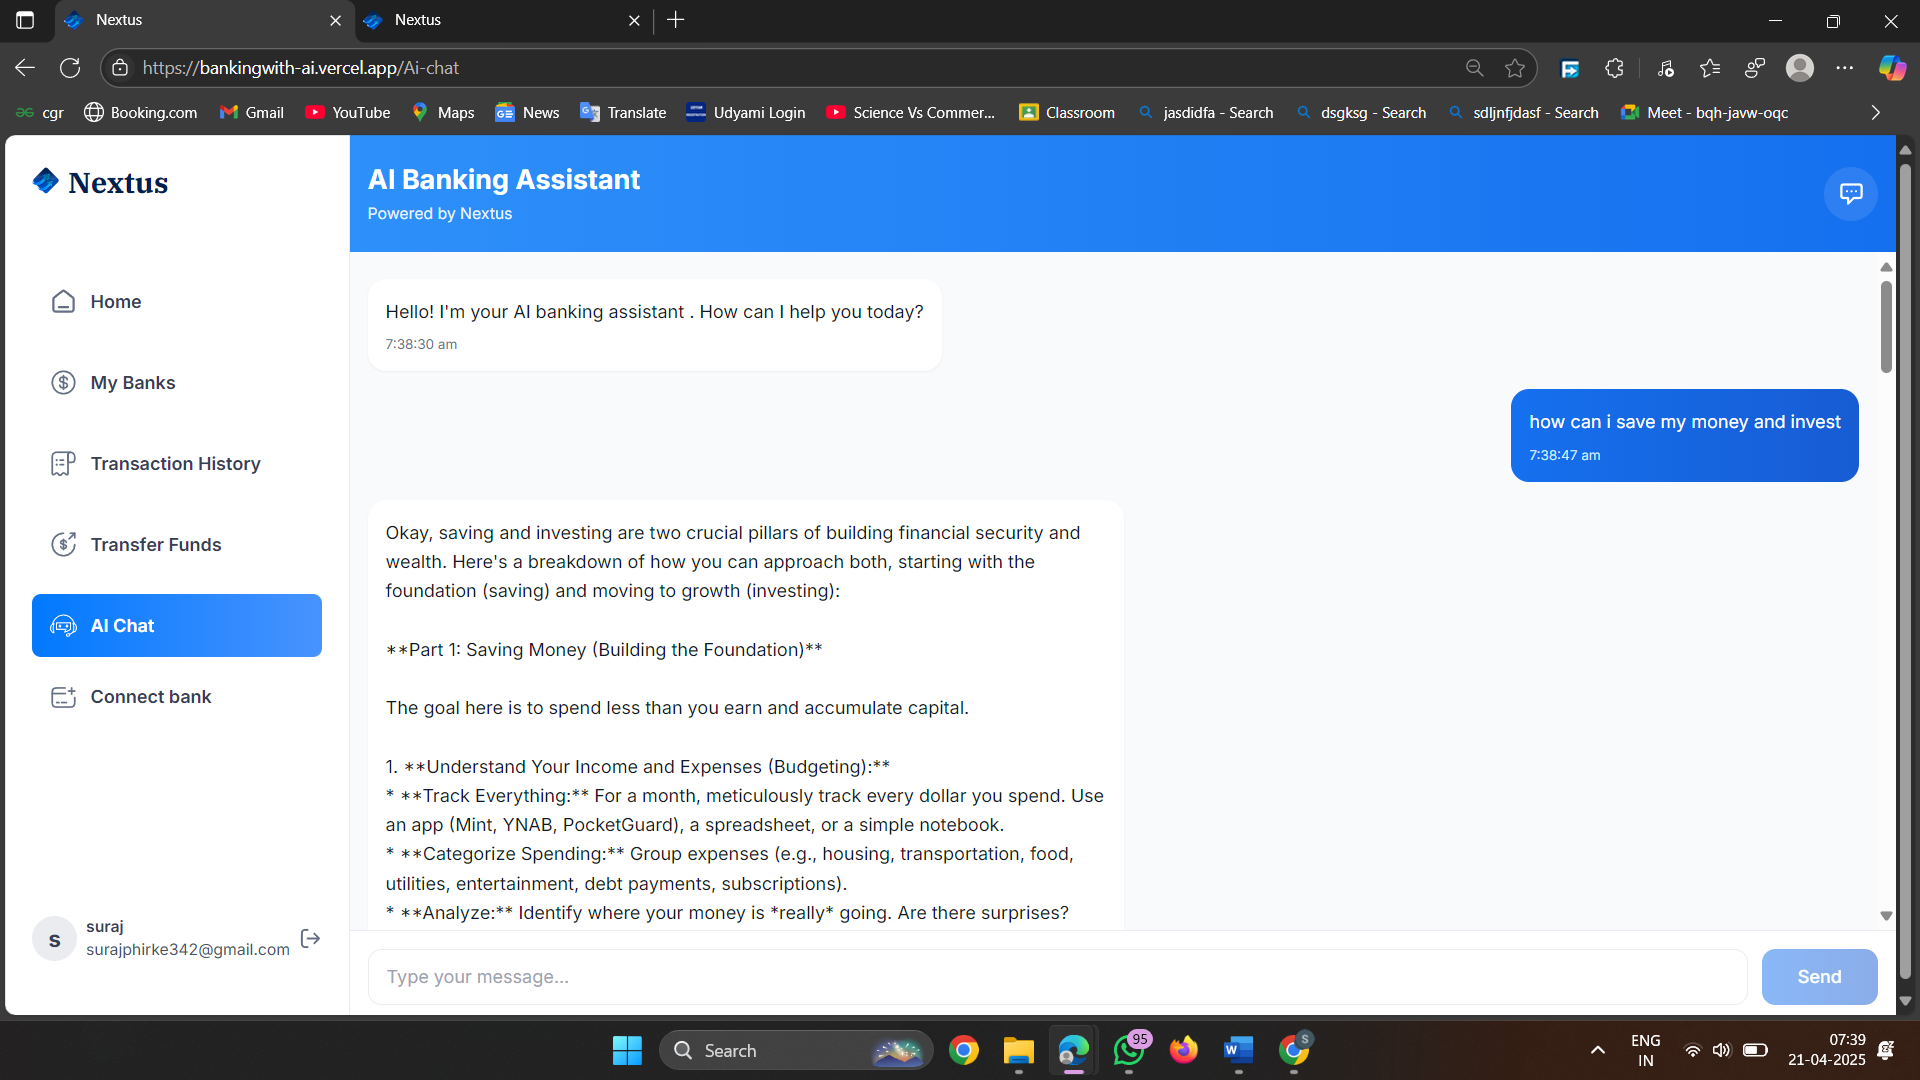 Nextus
Nextus
https://bankingwith-ai.vercel.app/Ai-chat
cgr
Booking.com
Gmail
YouTube
Maps
News
Translate
Udyami Login
Science Vs Commer...
Classroom
jasdidfa - Search
dsgksg - Search
sdljnfjdasf - Search
Meet - bqh-javw-oqc
Nextus
Home
My Banks
Transaction History
Transfer Funds
AI Chat
Connect bank
s
suraj
surajphirke342@gmail.com
AI Banking Assistant
Powered by Nextus
Hello! I'm your AI banking assistant . How can I help you today?
7:38:30 am
how can i save my money and invest
7:38:47 am
Okay, saving and investing are two crucial pillars of building financial security and
wealth. Here's a breakdown of how you can approach both, starting with the
foundation (saving) and moving to growth (investing):
**Part 1: Saving Money (Building the Foundation)**
The goal here is to spend less than you earn and accumulate capital.
1. **Understand Your Income and Expenses (Budgeting):**
* **Track Everything:** For a month, meticulously track every dollar you spend. Use
an app (Mint, YNAB, PocketGuard), a spreadsheet, or a simple notebook.
* **Categorize Spending:** Group expenses (e.g., housing, transportation, food,
utilities, entertainment, debt payments, subscriptions).
* **Analyze:** Identify where your money is *really* going. Are there surprises?
Type your message...
Send
Search
95
W
S
ENG
IN
07:39
21-04-2025